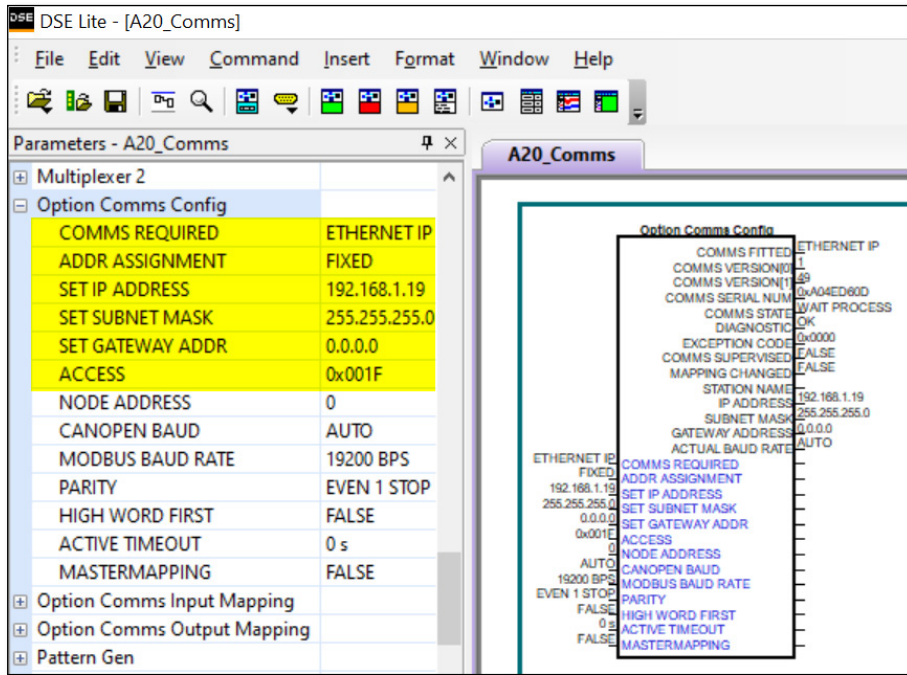 DSE DSE Lite - [A20_Comms]
File Edit View Command Insert Format Window Help
Parameters - A20_Comms
Multiplexer 2
Option Comms Config
COMMS REQUIRED ETHERNET IP
ADDR ASSIGNMENT FIXED
SET IP ADDRESS 192.168.1.19
SET SUBNET MASK 255.255.255.0
SET GATEWAY ADDR 0.0.0.0
ACCESS 0x001F
NODE ADDRESS 0
CANOPEN BAUD AUTO
MODBUS BAUD RATE 19200 BPS
PARITY EVEN 1 STOP
HIGH WORD FIRST FALSE
ACTIVE TIMEOUT 0 s
MASTERMAPPING FALSE
Option Comms Input Mapping
Option Comms Output Mapping
Pattern Gen
A20_Comms
Option Comms Config
COMMS FITTED ETHERNET IP
COMMS VERSION[0] 1
COMMS VERSION[1] 49
COMMS SERIAL NUM 0xA04ED60D
COMMS STATE WAIT PROCESS
DIAGNOSTIC OK
EXCEPTION CODE 0x0000
COMMS SUPERVISED FALSE
MAPPING CHANGED FALSE
STATION NAME
IP ADDRESS 192.168.1.19
SUBNET MASK 255.255.255.0
GATEWAY ADDRESS 0.0.0.0
ACTUAL BAUD RATE AUTO
ETHERNET IP COMMS REQUIRED
FIXED ADDR ASSIGNMENT
192.168.1.19 SET IP ADDRESS
255.255.255.0 SET SUBNET MASK
0.0.0.0 SET GATEWAY ADDR
0x001F ACCESS
0 NODE ADDRESS
AUTO CANOPEN BAUD
19200 BPS MODBUS BAUD RATE
EVEN 1 STOP PARITY
FALSE HIGH WORD FIRST
0 s ACTIVE TIMEOUT
FALSE MASTERMAPPING